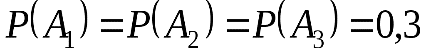 P(A₁) = P(A₂) = P(A₃) = 0,3